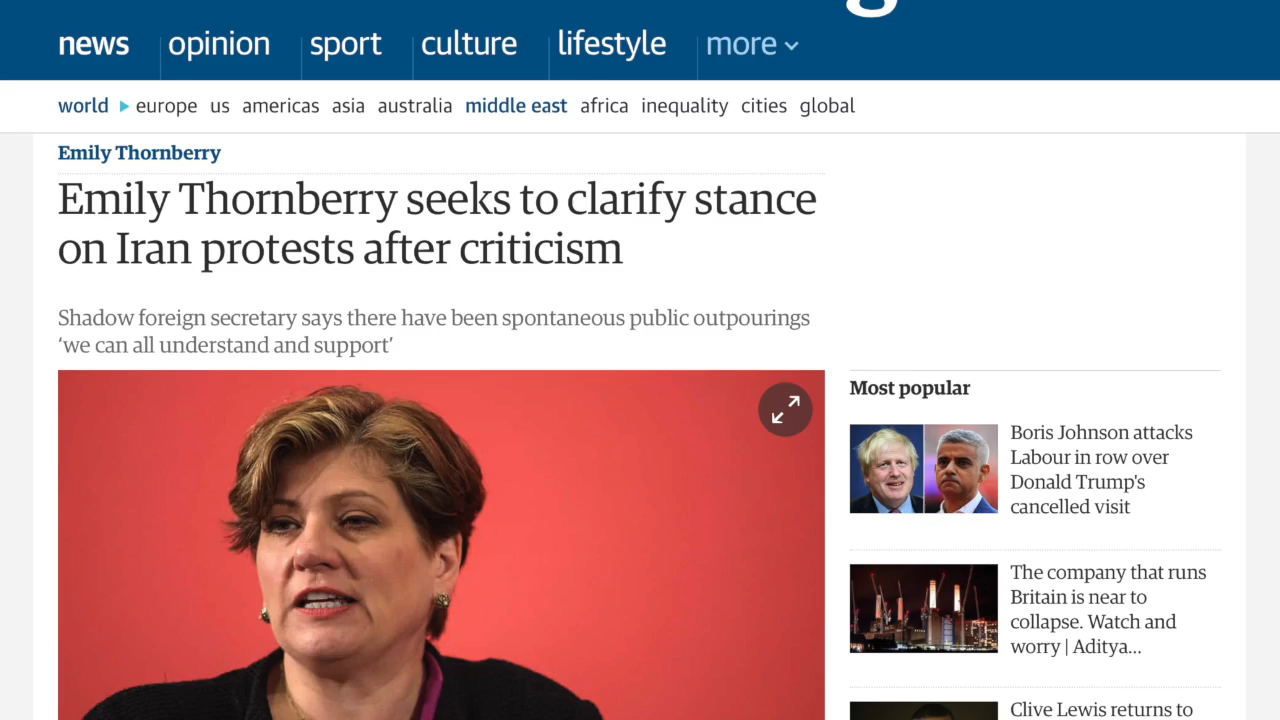 news opinion sport culture lifestyle more
world europe us americas asia australia middle east africa inequality cities global
Emily Thornberry
Emily Thornberry seeks to clarify stance
on Iran protests after criticism
Shadow foreign secretary says there have been spontaneous public outpourings
‘we can all understand and support’
Most popular
Boris Johnson attacks
Labour in row over
Donald Trump's
cancelled visit
The company that runs
Britain is near to
collapse. Watch and
worry | Aditya...
Clive Lewis returns to